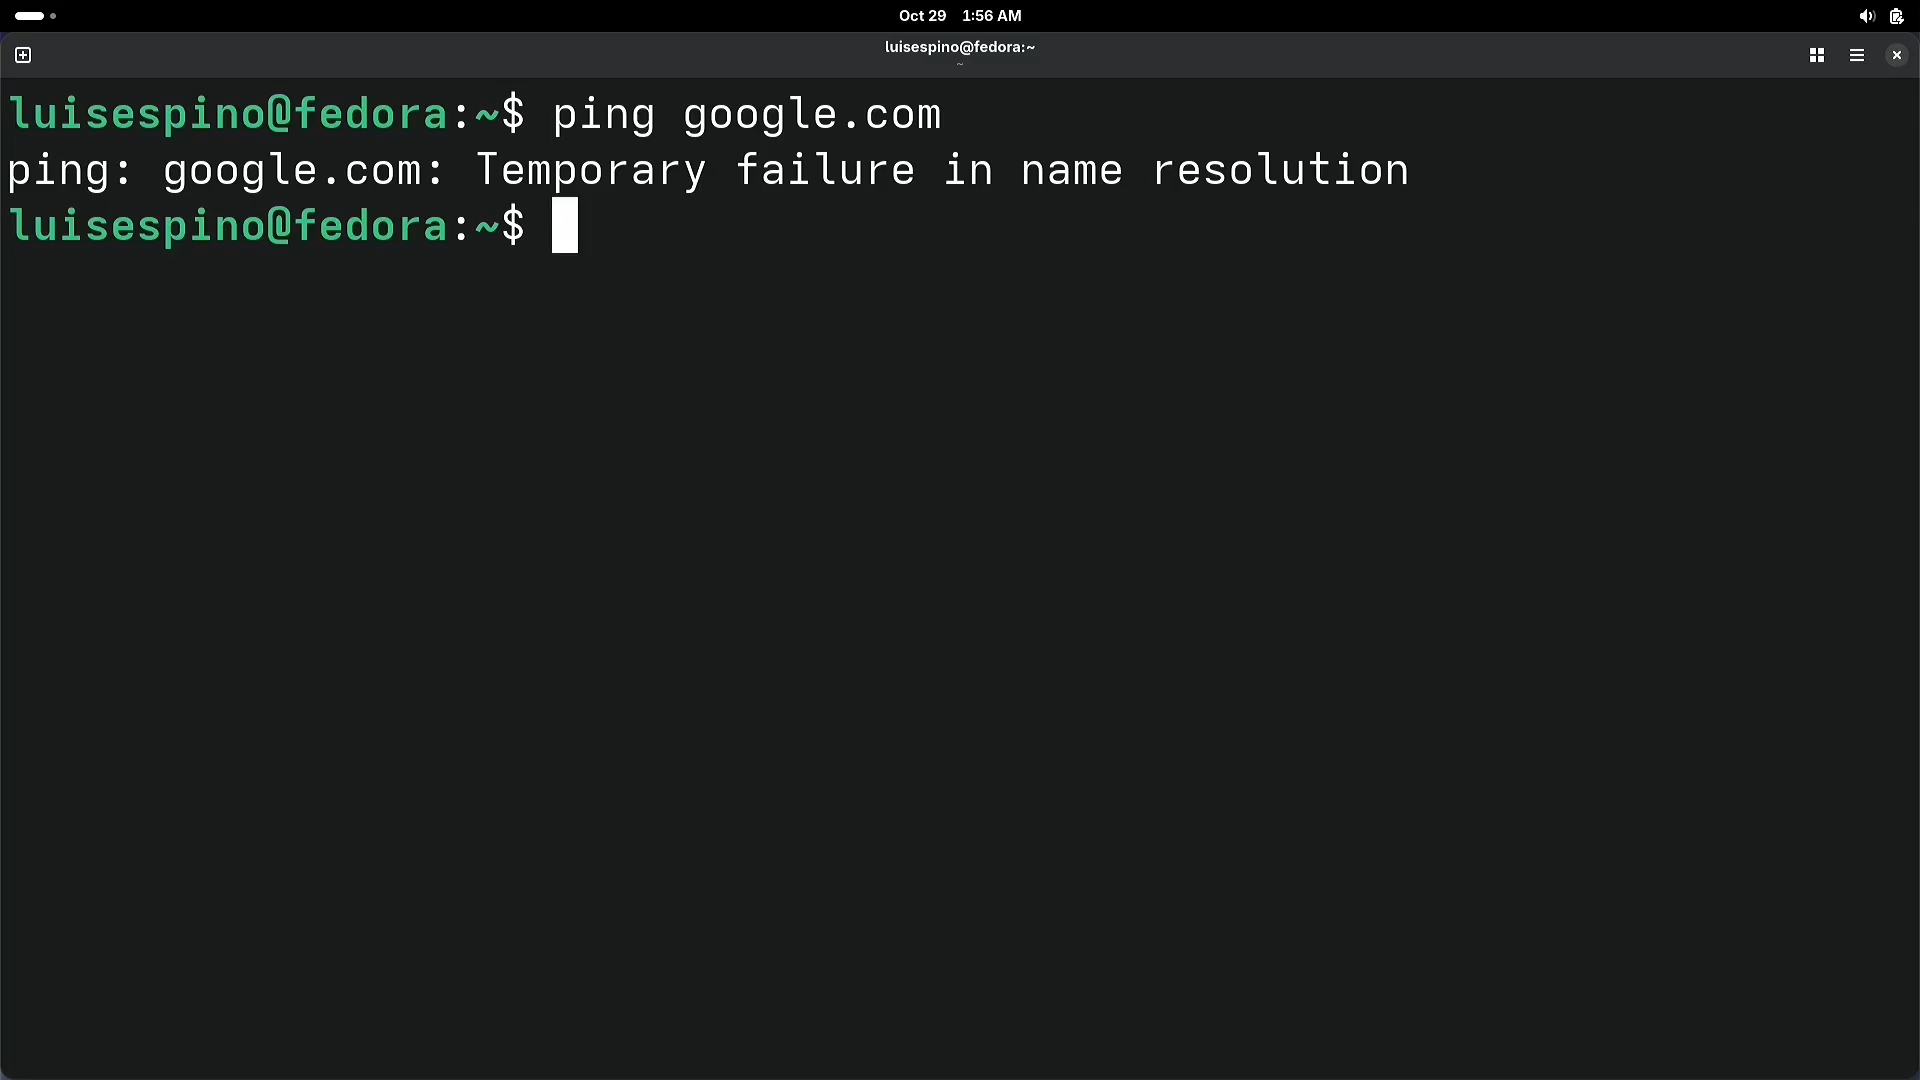 Oct 29 1:56 AM
luisespino@fedora:~
~
luisespino@fedora:~$ ping google.com
ping: google.com: Temporary failure in name resolution
luisespino@fedora:~$